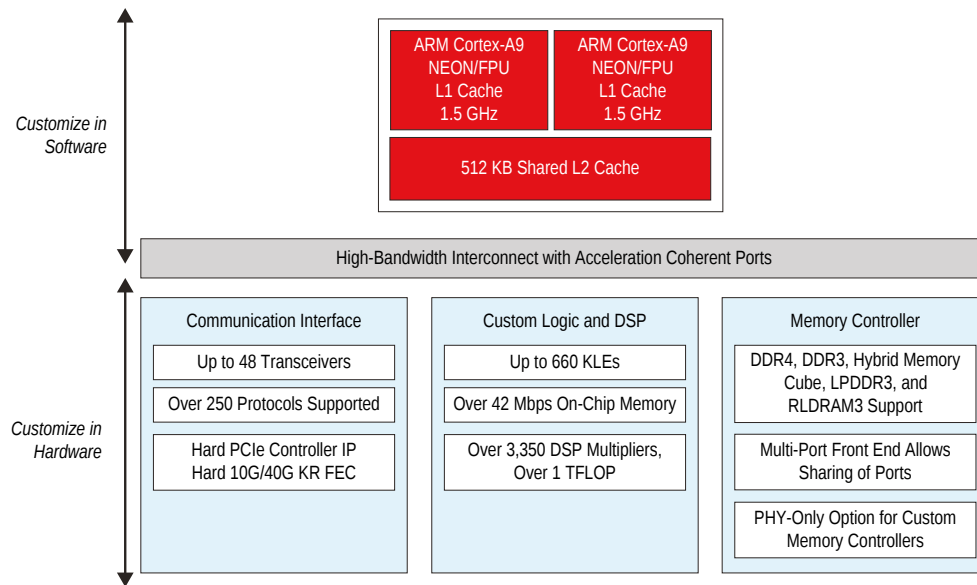 ARM Cortex-A9
NEON/FPU
L1 Cache
1.5 GHz
ARM Cortex-A9
NEON/FPU
L1 Cache
1.5 GHz
Customize in
Software
512 KB Shared L2 Cache
High-Bandwidth Interconnect with Acceleration Coherent Ports
Customize in
Hardware
Communication Interface
Up to 48 Transceivers
Over 250 Protocols Supported
Hard PCIe Controller IP
Hard 10G/40G KR FEC
Custom Logic and DSP
Up to 660 KLEs
Over 42 Mbps On-Chip Memory
Over 3,350 DSP Multipliers,
Over 1 TFLOP
Memory Controller
DDR4, DDR3, Hybrid Memory
Cube, LPDDR3, and
RLDRAM3 Support
Multi-Port Front End Allows
Sharing of Ports
PHY-Only Option for Custom
Memory Controllers